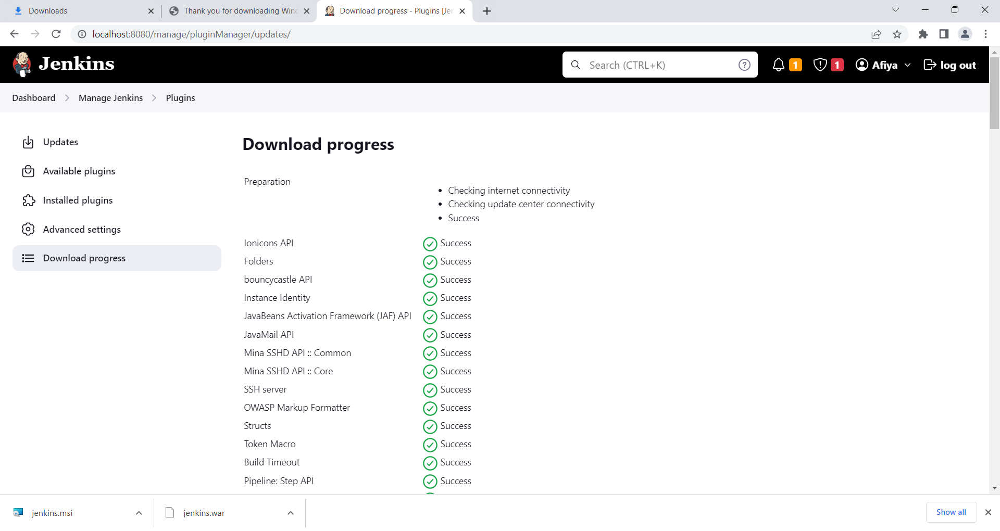 Downloads
Thank you for downloading Wind
Download progress - Plugins [Jen
localhost:8080/manage/pluginManager/updates/
Jenkins
Search (CTRL+K)
?
1
1
Afiya
log out
Dashboard > Manage Jenkins > Plugins
Updates
Available plugins
Installed plugins
Advanced settings
Download progress
Download progress
Preparation
• Checking internet connectivity
• Checking update center connectivity
• Success
Ionicons API Success
Folders Success
bouncycastle API Success
Instance Identity Success
JavaBeans Activation Framework (JAF) API Success
JavaMail API Success
Mina SSHD API :: Common Success
Mina SSHD API :: Core Success
SSH server Success
OWASP Markup Formatter Success
Structs Success
Token Macro Success
Build Timeout Success
Pipeline: Step API Success
jenkins.msi
jenkins.war
Show all